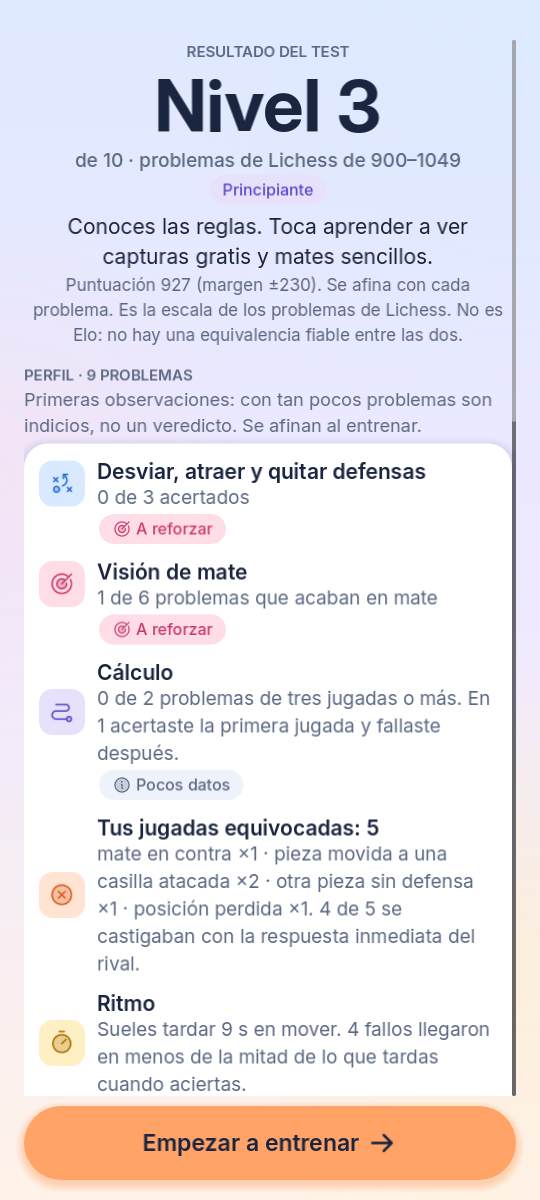 RESULTADO DEL TEST
Nivel 3
de 10 · problemas de Lichess de 900–1049
Principiante
Conoces las reglas. Toca aprender a ver
capturas gratis y mates sencillos.
Puntuación 927 (margen ±230). Se afina con cada
problema. Es la escala de los problemas de Lichess. No es
Elo: no hay una equivalencia fiable entre las dos.
PERFIL · 9 PROBLEMAS
Primeras observaciones: con tan pocos problemas son
indicios, no un veredicto. Se afinan al entrenar.
Desviar, atraer y quitar defensas
0 de 3 acertados
A reforzar
Visión de mate
1 de 6 problemas que acaban en mate
A reforzar
Cálculo
0 de 2 problemas de tres jugadas o más. En
1 acertaste la primera jugada y fallaste
después.
Pocos datos
Tus jugadas equivocadas: 5
mate en contra ×1 · pieza movida a una
casilla atacada ×2 · otra pieza sin defensa
×1 · posición perdida ×1. 4 de 5 se
castigaban con la respuesta inmediata del
rival.
Ritmo
Sueles tardar 9 s en mover. 4 fallos llegaron
en menos de la mitad de lo que tardas
cuando aciertas.
Empezar a entrenar →